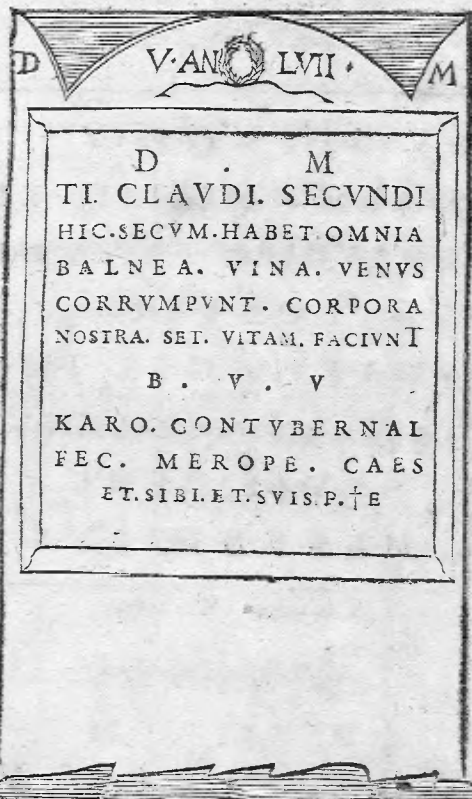 D V·AN LVII· M
D . M
TI. CLAVDI. SECVNDI
HIC.SECVM.HABET.OMNIA
BALNEA. VINA. VENVS
CORRVMPVNT. CORPORA
NOSTRA. SET. VITAM. FACIVNT
B . V . V
KARO. CONTVBERNAL
FEC. MEROPE. CAES
ET.SIBI.ET.SVIS.P.†E